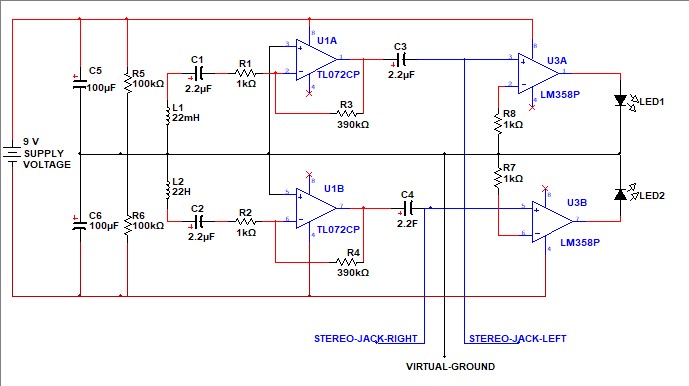 U1A
U3A
C5
100µF
R5
100kΩ
C1
2.2µF
R1
1kΩ
3
2
8
1
4
TL072CP
C3
2.2µF
3
2
8
1
4
LM358P
LED1
L1
22mH
R3
390kΩ
R8
1kΩ
9 V
SUPPLY
VOLTAGE
L2
22H
U1B
R7
1kΩ
C6
100µF
R6
100kΩ
C2
2.2µF
R2
1kΩ
5
6
8
7
4
TL072CP
C4
2.2F
5
6
8
7
4
U3B
LM358P
LED2
R4
390kΩ
STEREO-JACK-RIGHT
STEREO-JACK-LEFT
VIRTUAL-GROUND